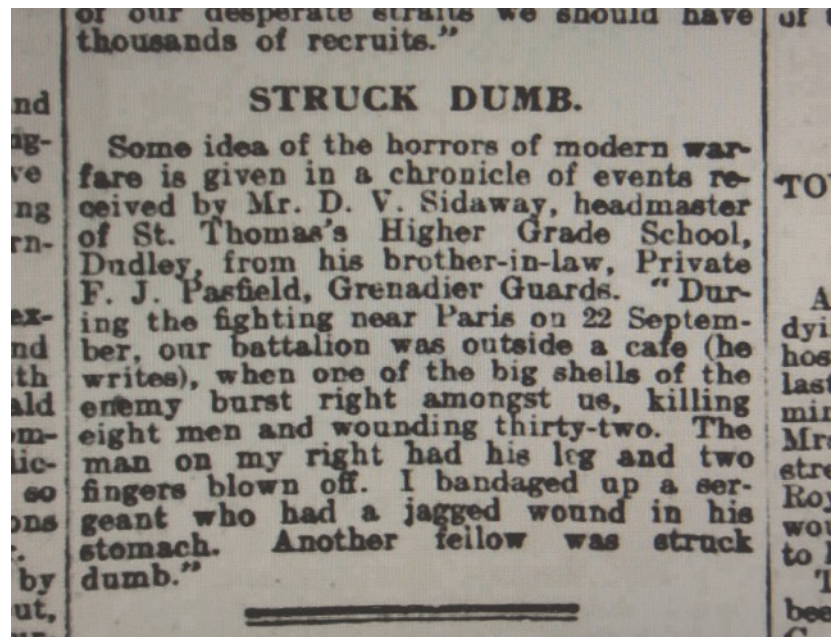 of our desperate straits we should have
thousands of recruits."
STRUCK DUMB.
Some idea of the horrors of modern war-
fare is given in a chronicle of events re-
ceived by Mr. D. V. Sidaway, headmaster
of St. Thomas's Higher Grade School,
Dudley, from his brother-in-law, Private
F. J. Pasfield, Grenadier Guards. "Dur-
ing the fighting near Paris on 22 Septem-
ber, our battalion was outside a cafe (he
writes), when one of the big shells of the
enemy burst right amongst us, killing
eight men and wounding thirty-two. The
man on my right had his leg and two
fingers blown off. I bandaged up a ser-
geant who had a jagged wound in his
stomach. Another fellow was struck
dumb."